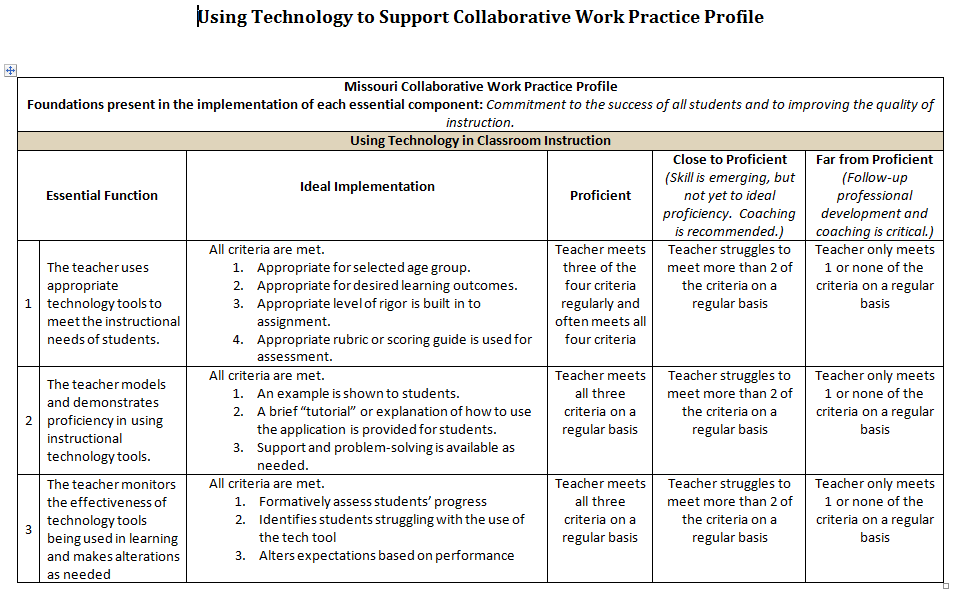 Using Technology to Support Collaborative Work Practice Profile
Missouri Collaborative Work Practice Profile
Foundations present in the implementation of each essential component: Commitment to the success of all students and to improving the quality of
instruction.
Using Technology in Classroom Instruction
Essential Function
Ideal Implementation
Proficient
Close to Proficient
(Skill is emerging, but
not yet to ideal
proficiency. Coaching
is recommended.)
Far from Proficient
(Follow-up
professional
development and
coaching is critical.)
1
The teacher uses
appropriate
technology tools to
meet the instructional
needs of students.
All criteria are met.
1. Appropriate for selected age group.
2. Appropriate for desired learning outcomes.
3. Appropriate level of rigor is built in to
assignment.
4. Appropriate rubric or scoring guide is used for
assessment.
Teacher meets
three of the
four criteria
regularly and
often meets all
four criteria
Teacher struggles to
meet more than 2 of
the criteria on a
regular basis
Teacher only meets
1 or none of the
criteria on a regular
basis
2
The teacher models
and demonstrates
proficiency in using
instructional
technology tools.
All criteria are met.
1. An example is shown to students.
2. A brief “tutorial” or explanation of how to use
the application is provided for students.
3. Support and problem-solving is available as
needed.
Teacher meets
all three
criteria on a
regular basis
Teacher struggles to
meet more than 2 of
the criteria on a
regular basis
Teacher only meets
1 or none of the
criteria on a regular
basis
3
The teacher monitors
the effectiveness of
technology tools
being used in learning
and makes alterations
as needed
All criteria are met.
1. Formatively assess students’ progress
2. Identifies students struggling with the use of
the tech tool
3. Alters expectations based on performance
Teacher meets
all three
criteria on a
regular basis
Teacher struggles to
meet more than 2 of
the criteria on a
regular basis
Teacher only meets
1 or none of the
criteria on a regular
basis